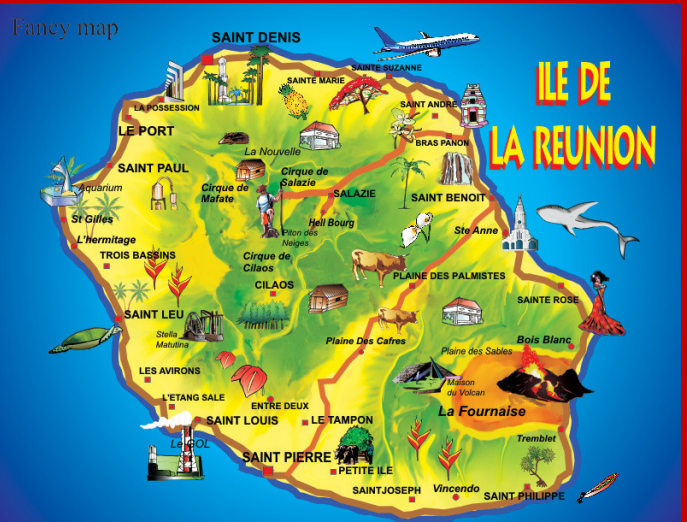 Fancy map
SAINT DENIS
SAINTE SUZANNE
SAINTE MARIE
ILE DE
LA REUNION
LA POSSESSION
SAINT ANDRE
LE PORT
BRAS PANON
La Nouvelle
SAINT PAUL
Cirque de
Salazie
Aquarium
Cirque de
Mafate
SALAZIE
SAINT BENOIT
St Gilles
Hell Bourg
Ste Anne
Piton des
Neiges
L'hermitage
TROIS BASSINS
Cirque de
Cilaos
CILAOS
PLAINE DES PALMISTES
SAINTE ROSE
SAINT LEU
Stella
Matutina
Plaine Des Cafres
Bois Blanc
Plaine des Sables
LES AVIRONS
Maison
du Volcan
L'ETANG SALE
ENTRE DEUX
La Fournaise
SAINT LOUIS
LE TAMPON
Le GOL
Tremblet
SAINT PIERRE
PETITE ILE
SAINTJOSEPH
Vincendo
SAINT PHILIPPE